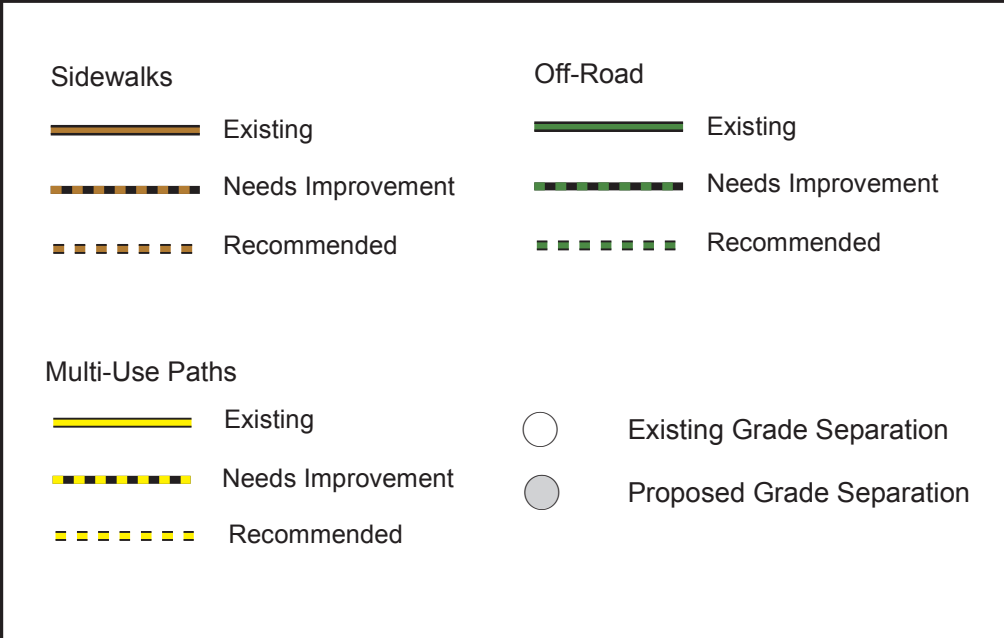 Sidewalks
Existing
Needs Improvement
Recommended
Off-Road
Existing
Needs Improvement
Recommended
Multi-Use Paths
Existing
Needs Improvement
Recommended
Existing Grade Separation
Proposed Grade Separation